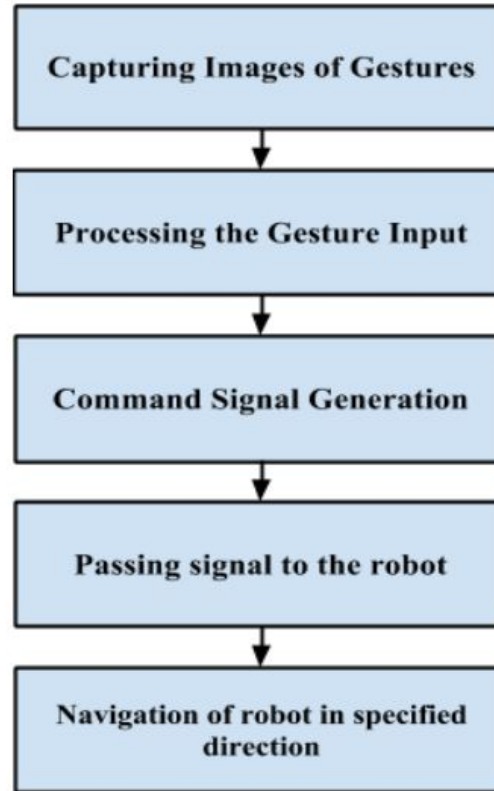 Capturing Images of Gestures
Processing the Gesture Input
Command Signal Generation
Passing signal to the robot
Navigation of robot in specified
direction